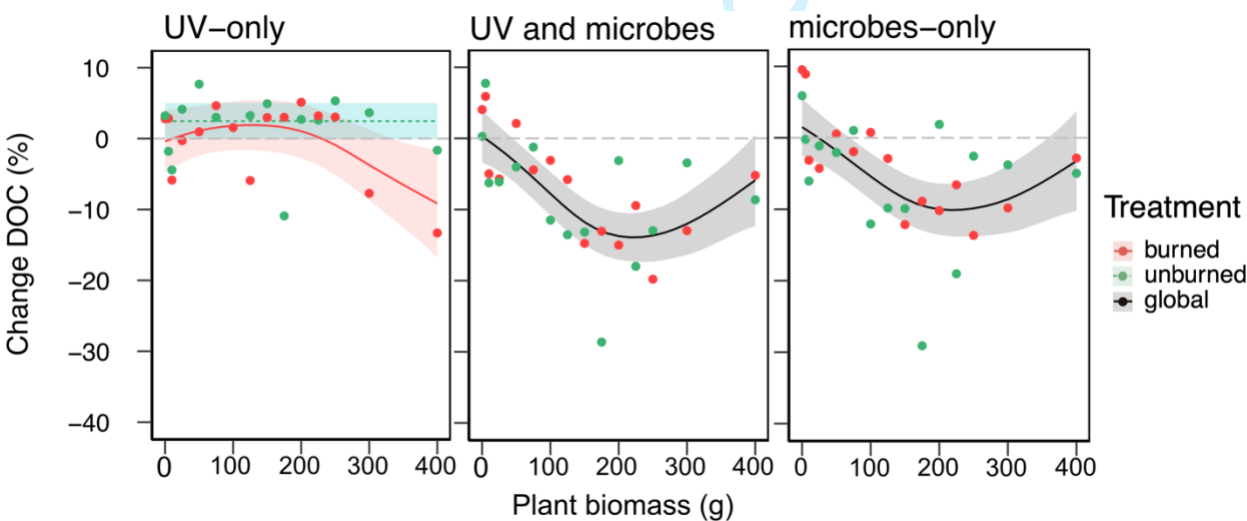 UV−only
UV and microbes
microbes−only
Change DOC (%)
10
0
−10
−20
−30
−40
0 100 200 300 400
0 100 200 300 400
0 100 200 300 400
Plant biomass (g)
Treatment
burned
unburned
global